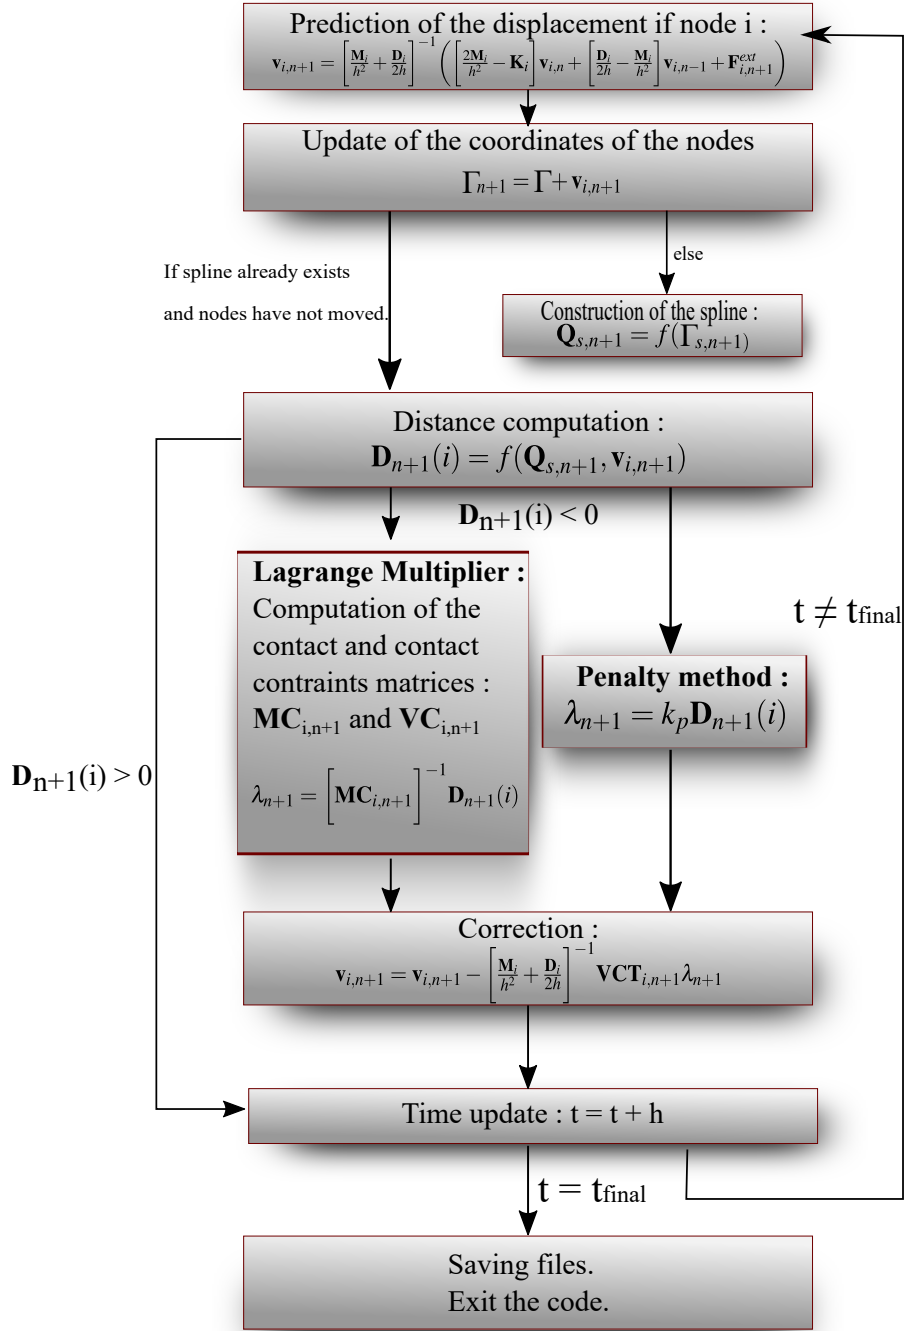 Prediction of the displacement if node i :
v_{i,n+1} = [M_i/h² + D_i/2h]^{−1} ([2M_i/h² − K_i] v_{i,n} + [D_i/2h − M_i/h²] v_{i,n−1} + F^{ext}_{i,n+1})
Update of the coordinates of the nodes
Γ_{n+1} = Γ + v_{i,n+1}
If spline already exists
and nodes have not moved.
else
Construction of the spline :
Q_{s,n+1} = f(Γ_{s,n+1})
Distance computation :
D_{n+1}(i) = f(Q_{s,n+1}, v_{i,n+1})
D_{n+1}(i) < 0
Lagrange Multiplier :
Computation of the
contact and contact
contraints matrices :
MC_{i,n+1} and VC_{i,n+1}
λ_{n+1} = [MC_{i,n+1}]^{−1} D_{n+1}(i)
Penalty method :
λ_{n+1} = k_p D_{n+1}(i)
t ≠ t_{final}
D_{n+1}(i) > 0
Correction :
v_{i,n+1} = v_{i,n+1} − [M_i/h² + D_i/2h]^{−1} VCT_{i,n+1} λ_{n+1}
Time update : t = t + h
t = t_{final}
Saving files.
Exit the code.